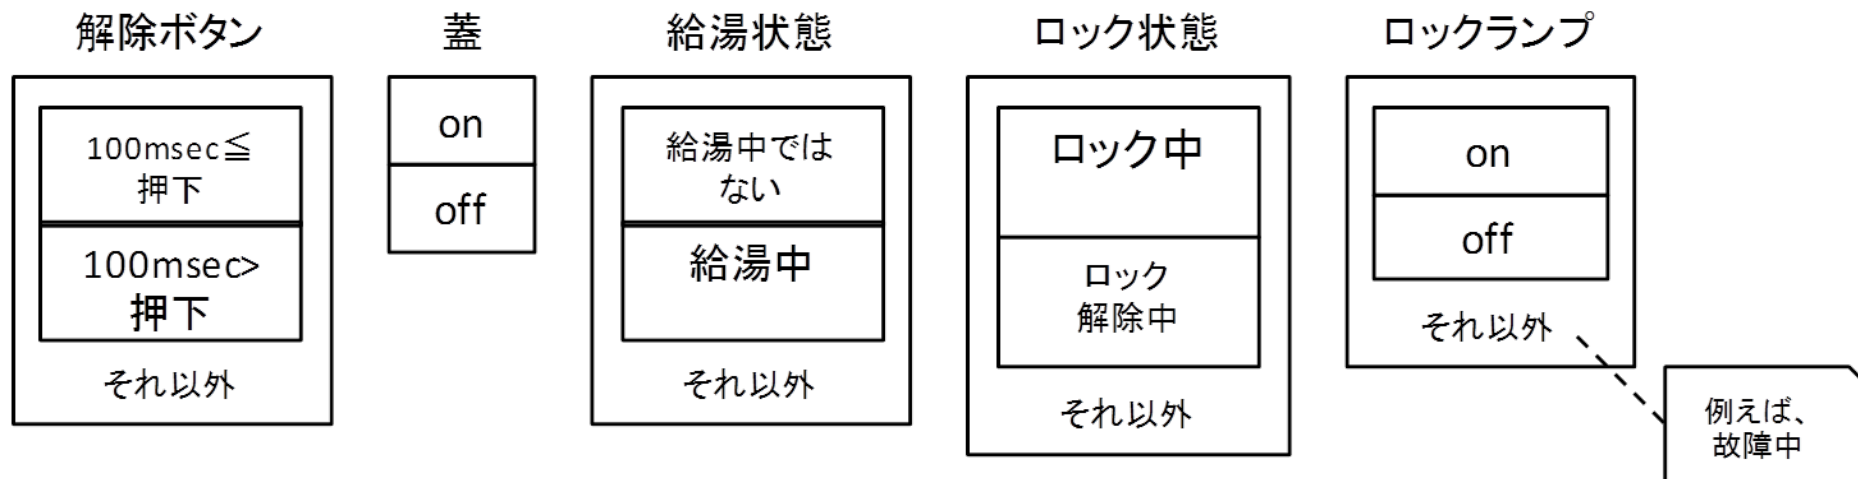 解除ボタン
蓋
給湯状態
ロック状態
ロックランプ
100msec≦
押下
100msec>
押下
それ以外
on
off
給湯中では
ない
給湯中
それ以外
ロック中
ロック
解除中
それ以外
on
off
それ以外
例えば、
故障中